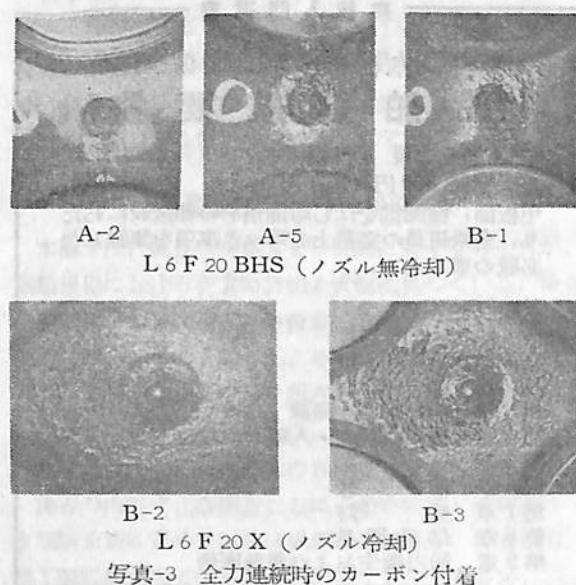 A-2
A-5
B-1
L 6 F 20 BHS (ノズル無冷却)
B-2
B-3
L 6 F 20 X (ノズル冷却)
写真-3 全力連続時のカーボン付着